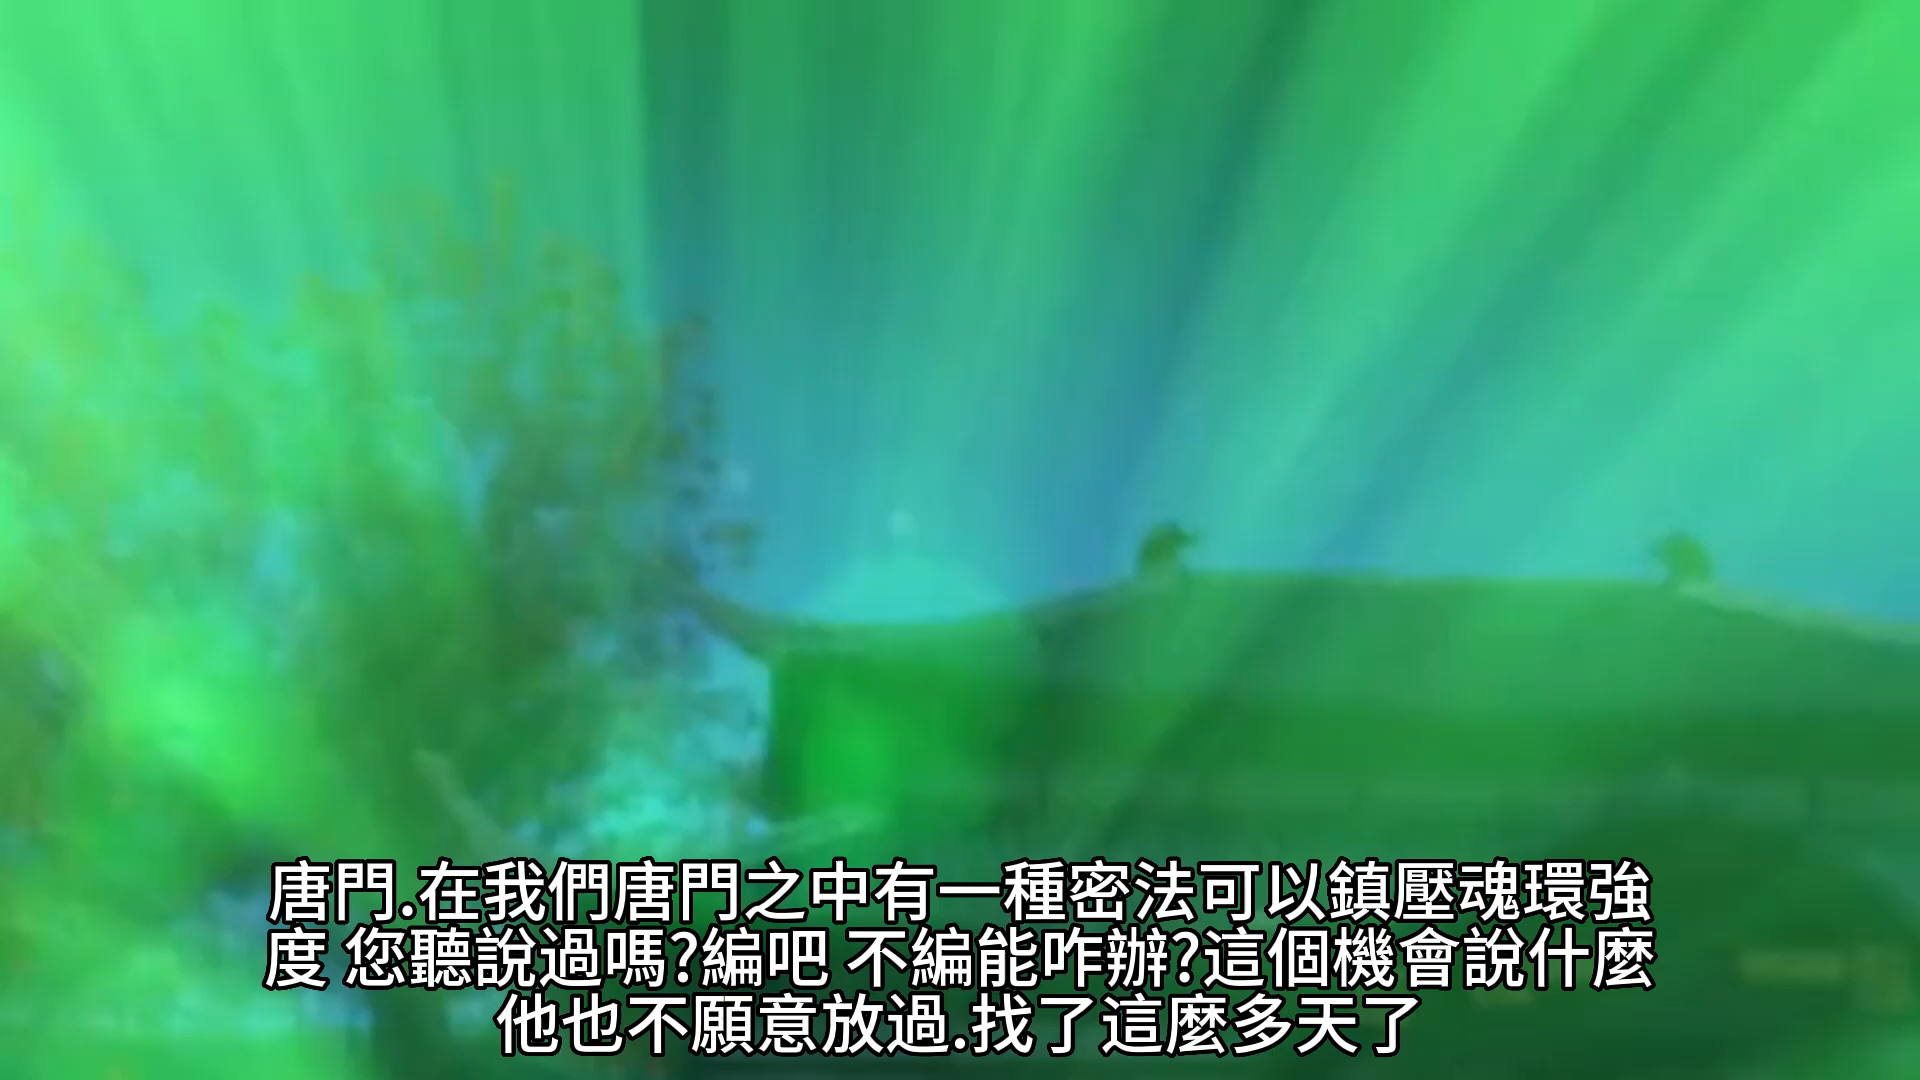 唐門.在我們唐門之中有一種密法可以鎮壓魂環強
度 您聽說過嗎?編吧 不編能咋辦?這個機會說什麼
他也不願意放過.找了這麼多天了